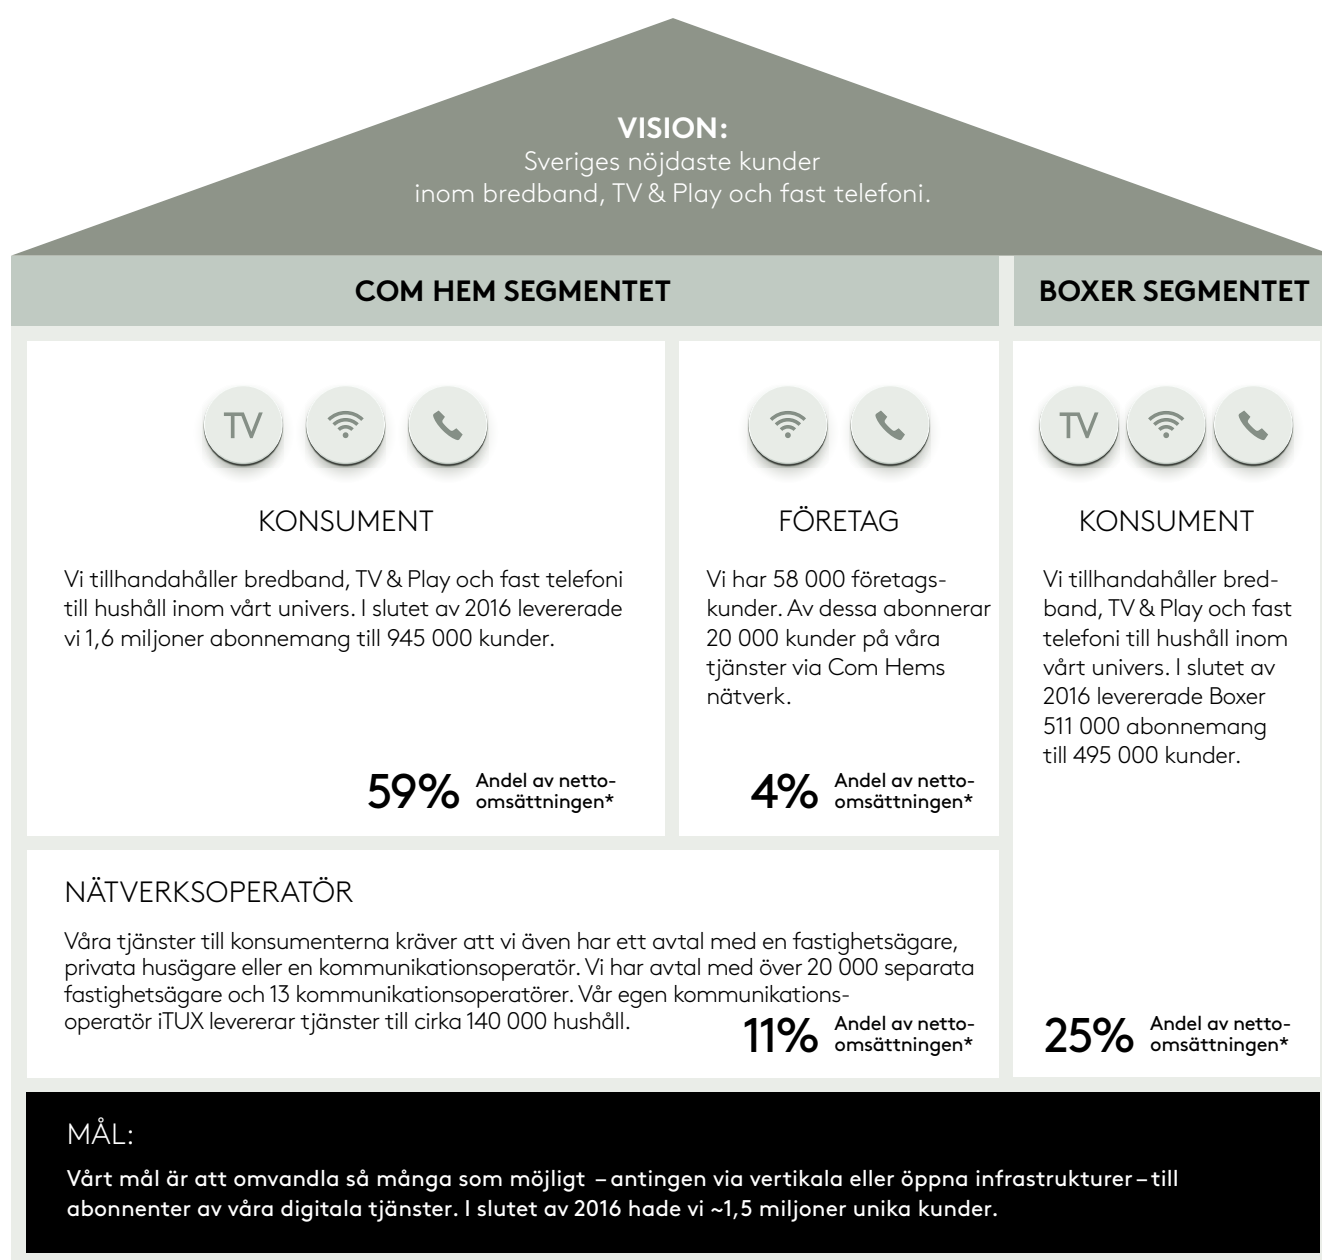 VISION:
Sveriges nöjdaste kunder
inom bredband, TV & Play och fast telefoni.
COM HEM SEGMENTET
BOXER SEGMENTET
TV
KONSUMENT
Vi tillhandahåller bredband, TV & Play och fast telefoni
till hushåll inom vårt univers. I slutet av 2016 levererade
vi 1,6 miljoner abonnemang till 945 000 kunder.
59% Andel av netto-
omsättningen*
FÖRETAG
Vi har 58 000 företags-
kunder. Av dessa abonnerar
20 000 kunder på våra
tjänster via Com Hems
nätverk.
4% Andel av netto-
omsättningen*
TV
KONSUMENT
Vi tillhandahåller bred-
band, TV & Play och fast
telefoni till hushåll inom
vårt univers. I slutet av
2016 levererade Boxer
511 000 abonnemang
till 495 000 kunder.
25% Andel av netto-
omsättningen*
NÄTVERKSOPERATÖR
Våra tjänster till konsumenterna kräver att vi även har ett avtal med en fastighetsägare,
privata husägare eller en kommunikationsoperatör. Vi har avtal med över 20 000 separata
fastighetsägare och 13 kommunikationsoperatörer. Vår egen kommunikations-
operatör iTUX levererar tjänster till cirka 140 000 hushåll.
11% Andel av netto-
omsättningen*
MÅL:
Vårt mål är att omvandla så många som möjligt – antingen via vertikala eller öppna infrastrukturer – till
abonnenter av våra digitala tjänster. I slutet av 2016 hade vi ~1,5 miljoner unika kunder.